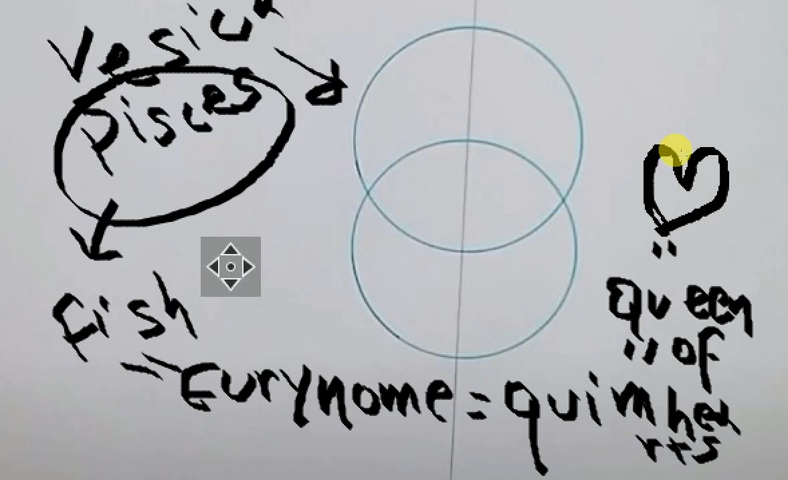 Vesica
Pisces
fish
= Eurynome = quim
queen
of
hearts